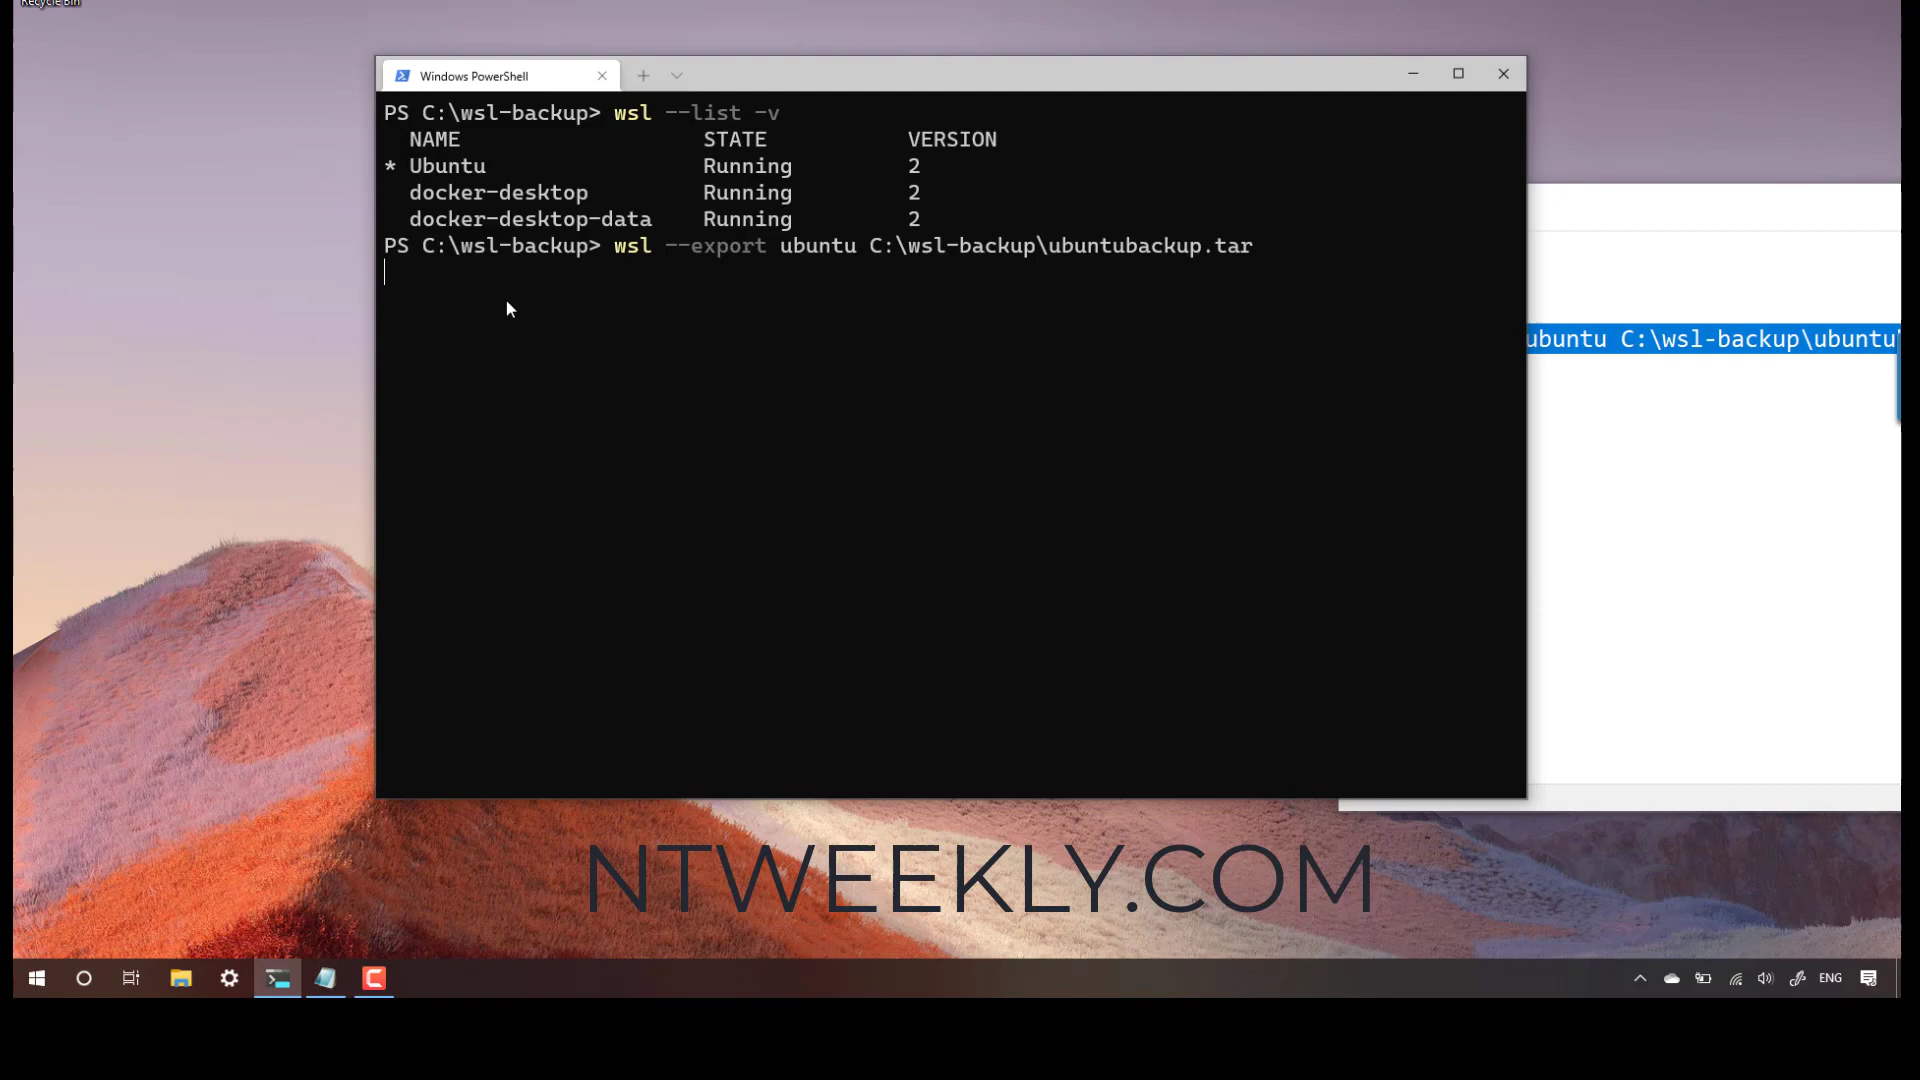 Recycle Bin
Windows PowerShell
PS C:\wsl-backup> wsl --list -v
NAME STATE VERSION
* Ubuntu Running 2
docker-desktop Running 2
docker-desktop-data Running 2
PS C:\wsl-backup> wsl --export ubuntu C:\wsl-backup\ubuntubackup.tar
ubuntu C:\wsl-backup\ubuntu
NTWEEKLY.COM
ENG